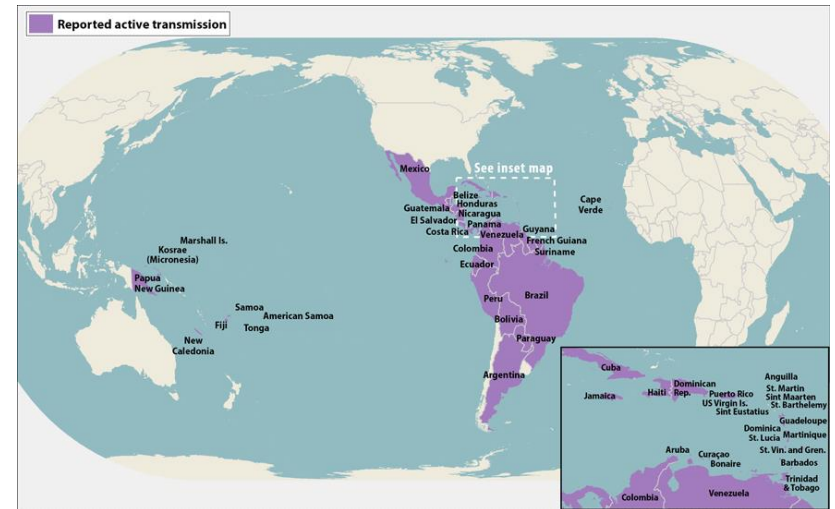 Reported active transmission
See inset map
Mexico
Belize
Guatemala
Honduras
Nicaragua
El Salvador
Panama
Costa Rica
Venezuela
Guyana
French Guiana
Suriname
Colombia
Ecuador
Peru
Brazil
Bolivia
Paraguay
Argentina
Cape
Verde
Marshall Is.
Kosrae
(Micronesia)
Papua
New Guinea
Samoa
American Samoa
Fiji
Tonga
New
Caledonia
Cuba
Jamaica
Haiti
Dominican
Rep.
Puerto Rico
US Virgin Is.
Sint Eustatius
Anguilla
St. Martin
Sint Maarten
St. Barthelemy
Guadeloupe
Dominica
St. Lucia
Martinique
St. Vin. and Gren.
Barbados
Aruba
Curaçao
Bonaire
Trinidad
& Tobago
Colombia
Venezuela